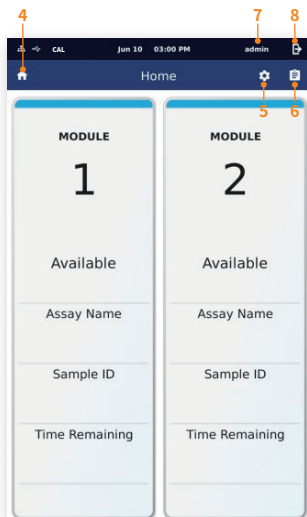 4 7 8
CAL Jun 10 03:00 PM admin
Home
5 6
MODULE MODULE
1 2
Available Available
Assay Name Assay Name
Sample ID Sample ID
Time Remaining Time Remaining